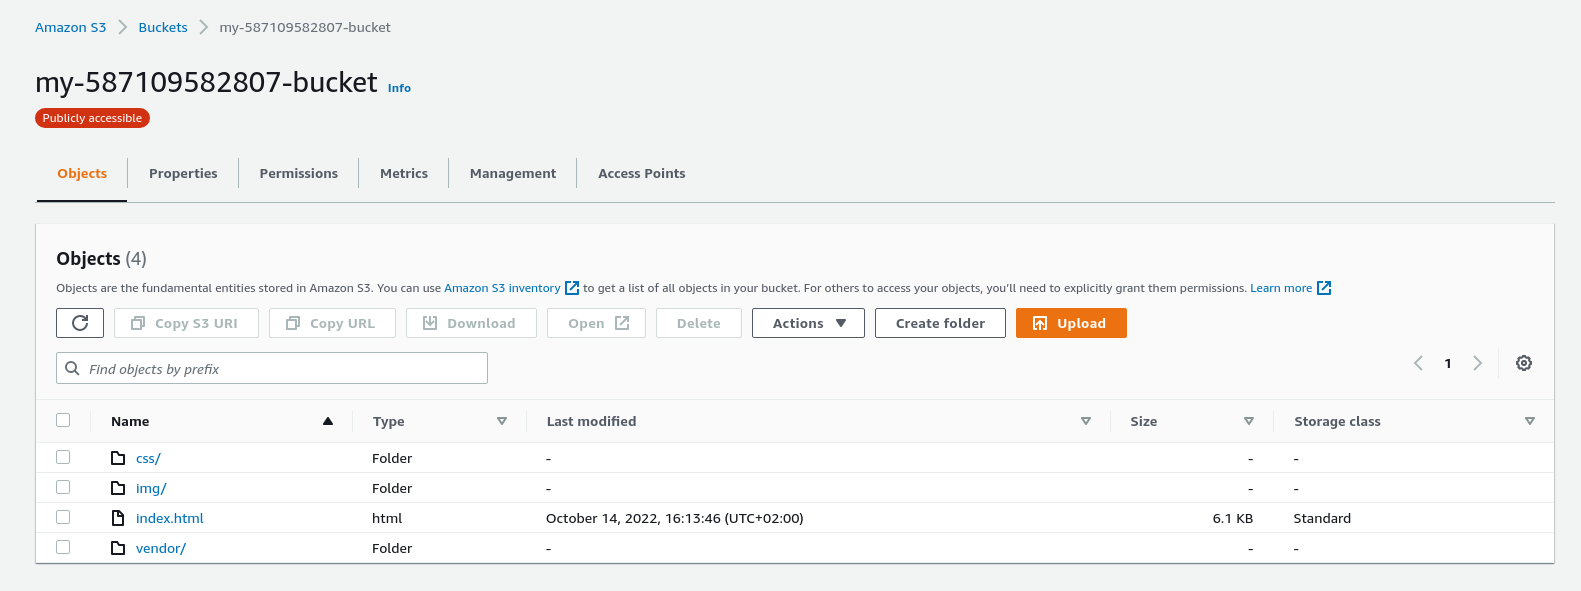 Amazon S3 Buckets my-587109582807-bucket
my-587109582807-bucket Info
Publicly accessible
Objects Properties Permissions Metrics Management Access Points
Objects (4)
Objects are the fundamental entities stored in Amazon S3. You can use Amazon S3 inventory to get a list of all objects in your bucket. For others to access your objects, you’ll need to explicitly grant them permissions. Learn more
Copy S3 URI Copy URL Download Open Delete Actions Create folder Upload
Find objects by prefix 1
Name Type Last modified Size Storage class
css/ Folder - - -
img/ Folder - - -
index.html html October 14, 2022, 16:13:46 (UTC+02:00) 6.1 KB Standard
vendor/ Folder - - -